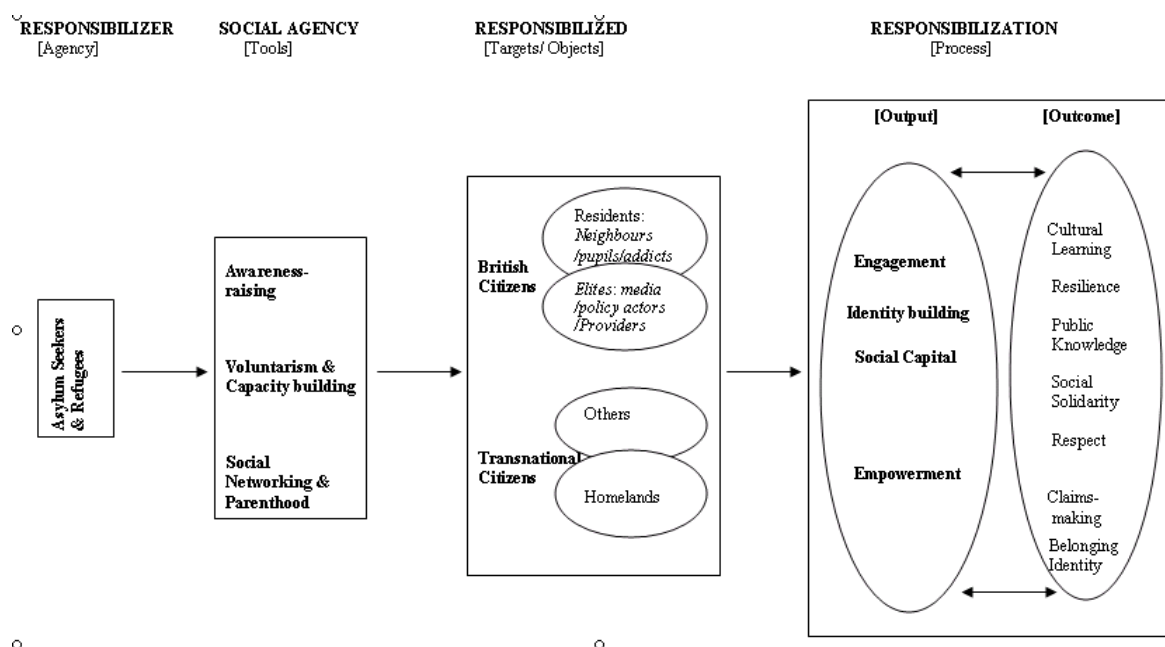 RESPONSIBILIZER
[Agency]
SOCIAL AGENCY
[Tools]
RESPONSIBILIZED
[Targets/ Objects]
RESPONSIBILIZATION
[Process]
Asylum Seekers
& Refugees
Awareness-
raising
Voluntarism &
Capacity building
Social
Networking &
Parenthood
British
Citizens
Residents:
Neighbours
/pupils/addicts
Elites: media
/policy actors
/Providers
Transnational
Citizens
Others
Homelands
[Output]
Engagement
Identity building
Social Capital
Empowerment
[Outcome]
Cultural
Learning
Resilience
Public
Knowledge
Social
Solidarity
Respect
Claims-
making
Belonging
Identity